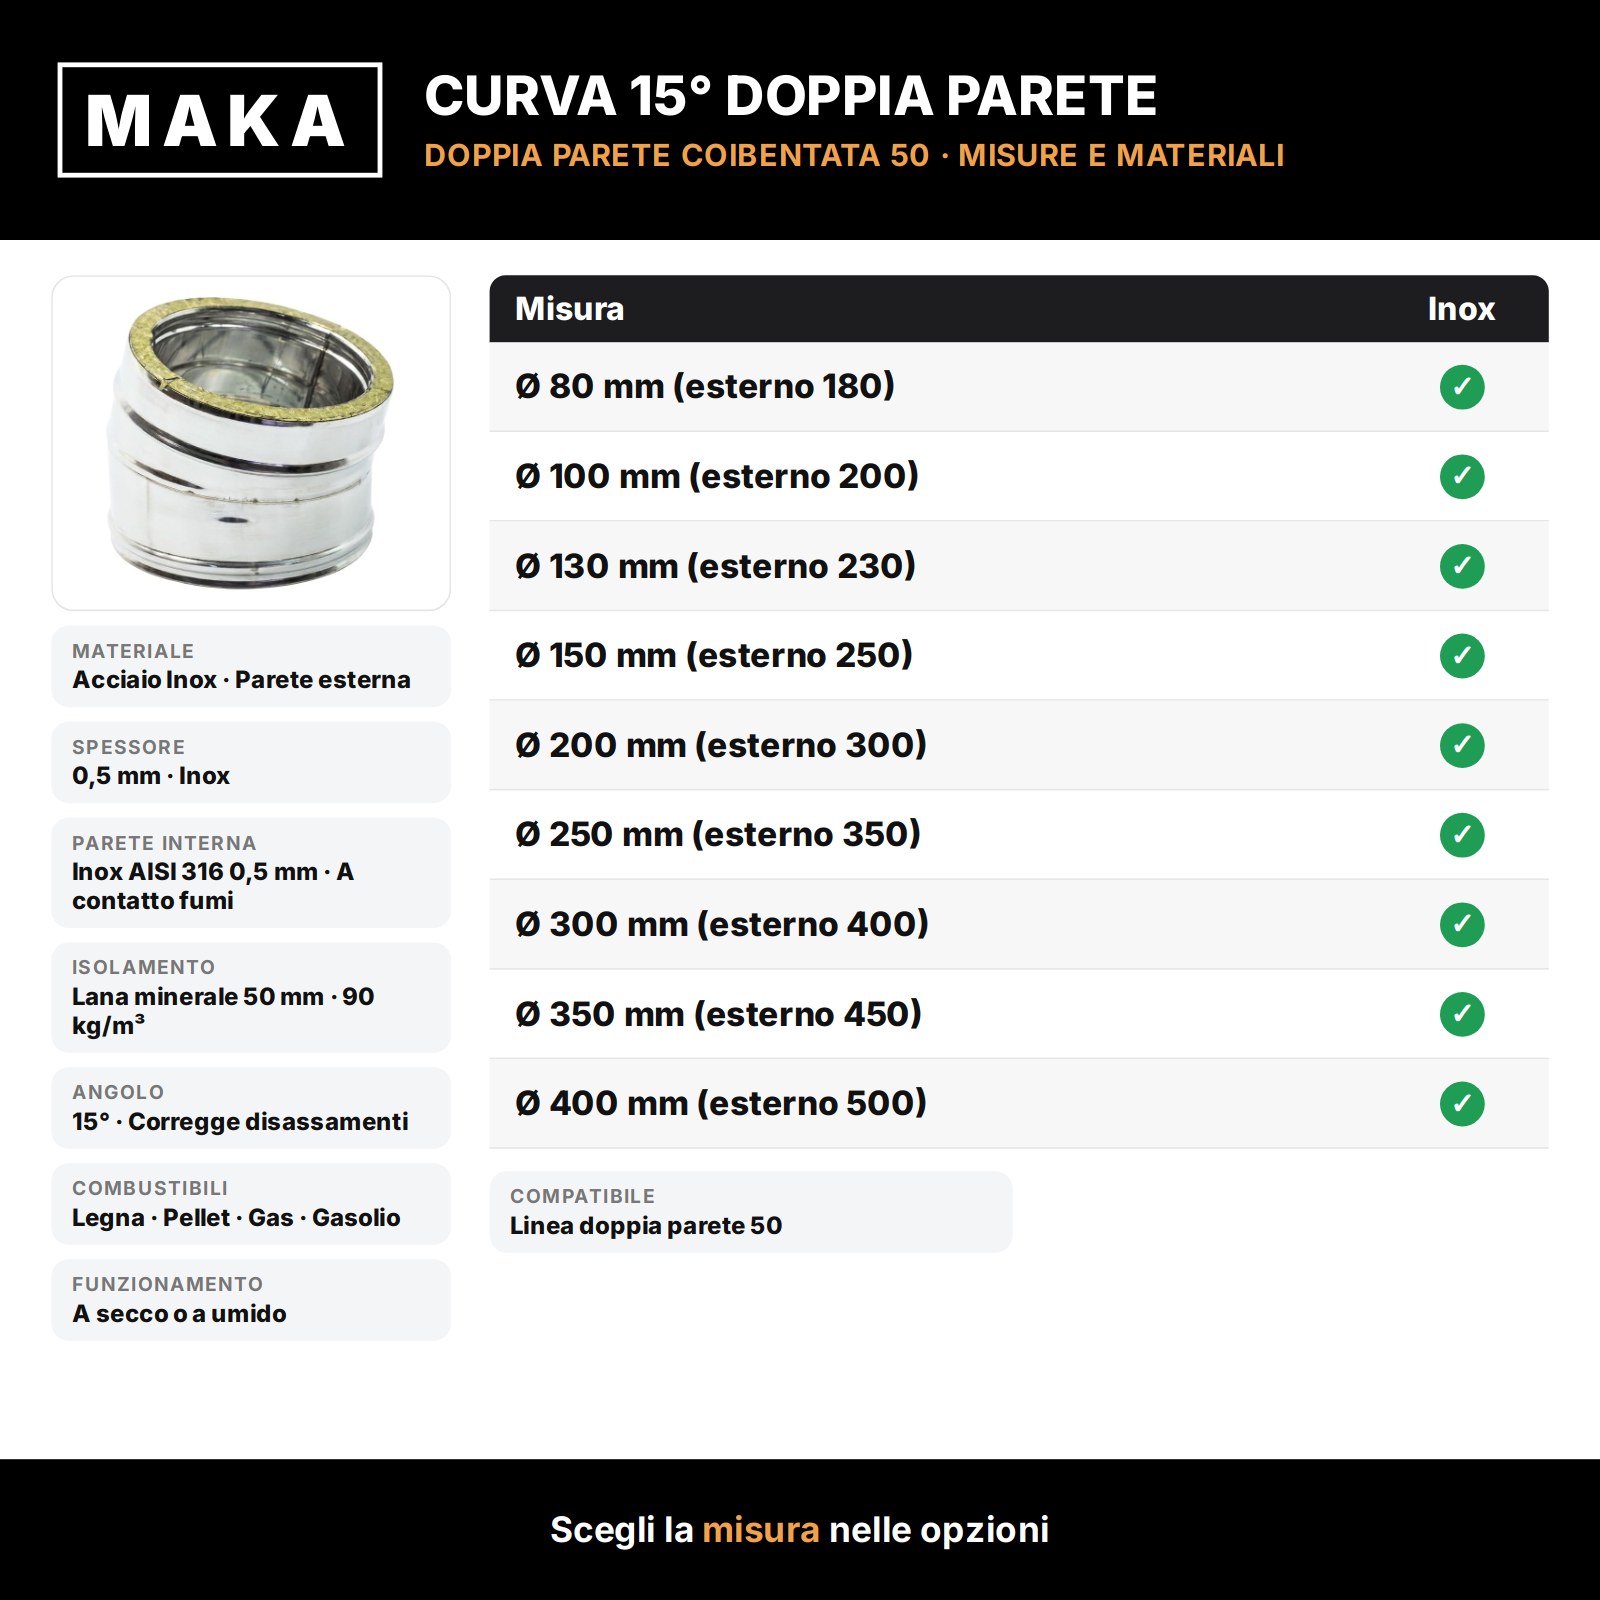 MAKA
CURVA 15° DOPPIA PARETE
DOPPIA PARETE COIBENTATA 50 · MISURE E MATERIALI
MATERIALE
Acciaio Inox · Parete esterna
SPESSORE
0,5 mm · Inox
PARETE INTERNA
Inox AISI 316 0,5 mm · A
contatto fumi
ISOLAMENTO
Lana minerale 50 mm · 90
kg/m³
ANGOLO
15° · Corregge disassamenti
COMBUSTIBILI
Legna · Pellet · Gas · Gasolio
FUNZIONAMENTO
A secco o a umido
Misura Inox
Ø 80 mm (esterno 180) ✓
Ø 100 mm (esterno 200) ✓
Ø 130 mm (esterno 230) ✓
Ø 150 mm (esterno 250) ✓
Ø 200 mm (esterno 300) ✓
Ø 250 mm (esterno 350) ✓
Ø 300 mm (esterno 400) ✓
Ø 350 mm (esterno 450) ✓
Ø 400 mm (esterno 500) ✓
COMPATIBILE
Linea doppia parete 50
Scegli la misura nelle opzioni